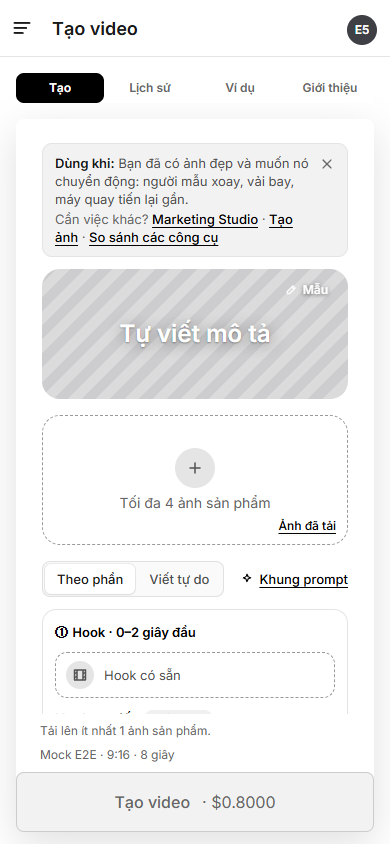 Tạo video
E5
Tạo
Lịch sử
Ví dụ
Giới thiệu
Dùng khi: Bạn đã có ảnh đẹp và muốn nó
chuyển động: người mẫu xoay, vải bay,
máy quay tiến lại gần.
Cần việc khác? Marketing Studio · Tạo
ảnh · So sánh các công cụ
Mẫu
Tự viết mô tả
Tối đa 4 ảnh sản phẩm
Ảnh đã tải
Theo phần
Viết tự do
Khung prompt
① Hook · 0–2 giây đầu
Hook có sẵn
Tải lên ít nhất 1 ảnh sản phẩm.
Mock E2E · 9:16 · 8 giây
Tạo video · $0.8000